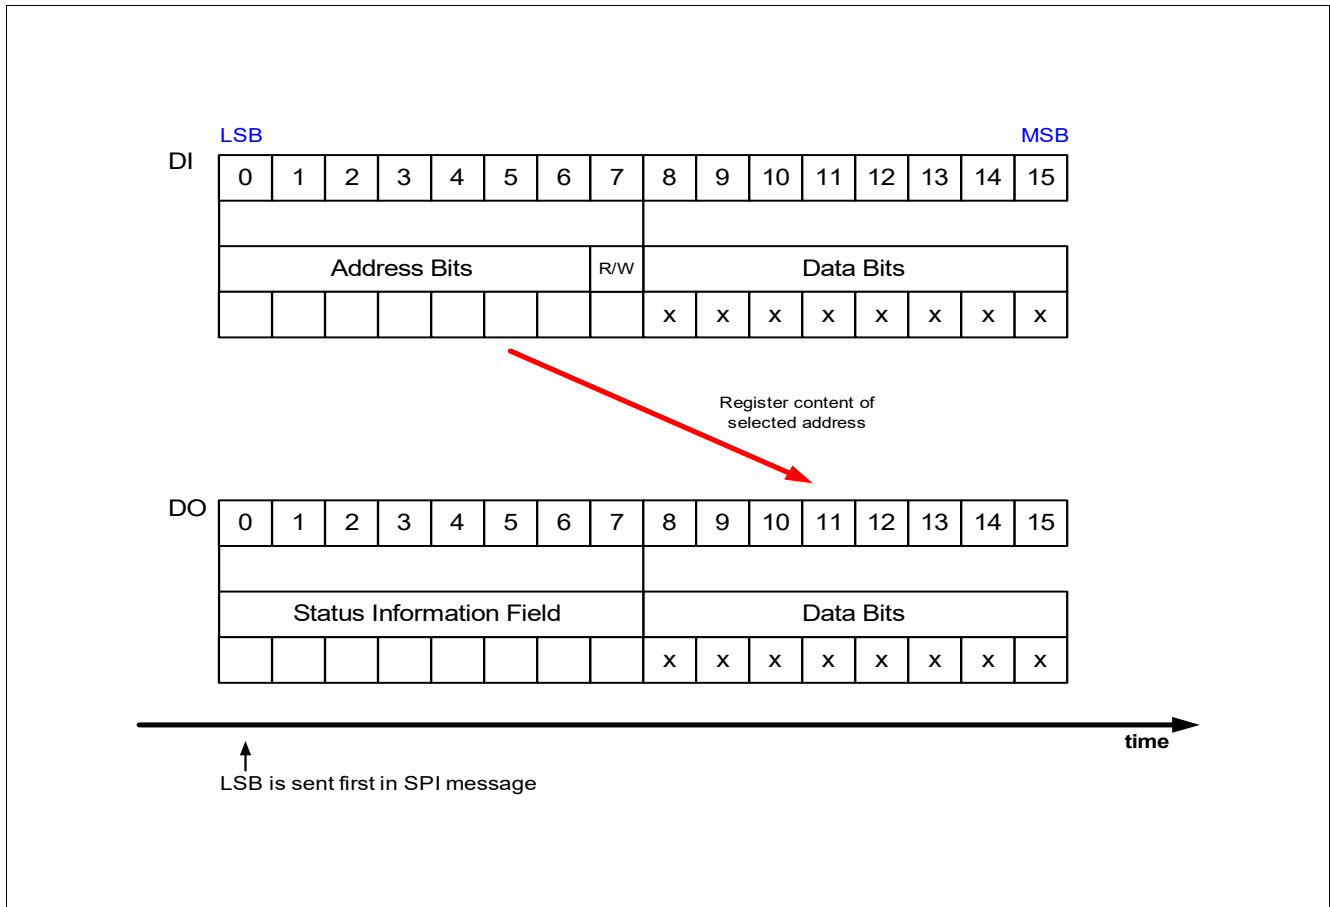 LSB MSB
DI
0 1 2 3 4 5 6 7 8 9 10 11 12 13 14 15
Address Bits R/W Data Bits
x x x x x x x x
Register content of
selected address
DO
0 1 2 3 4 5 6 7 8 9 10 11 12 13 14 15
Status Information Field Data Bits
x x x x x x x x
time
LSB is sent first in SPI message